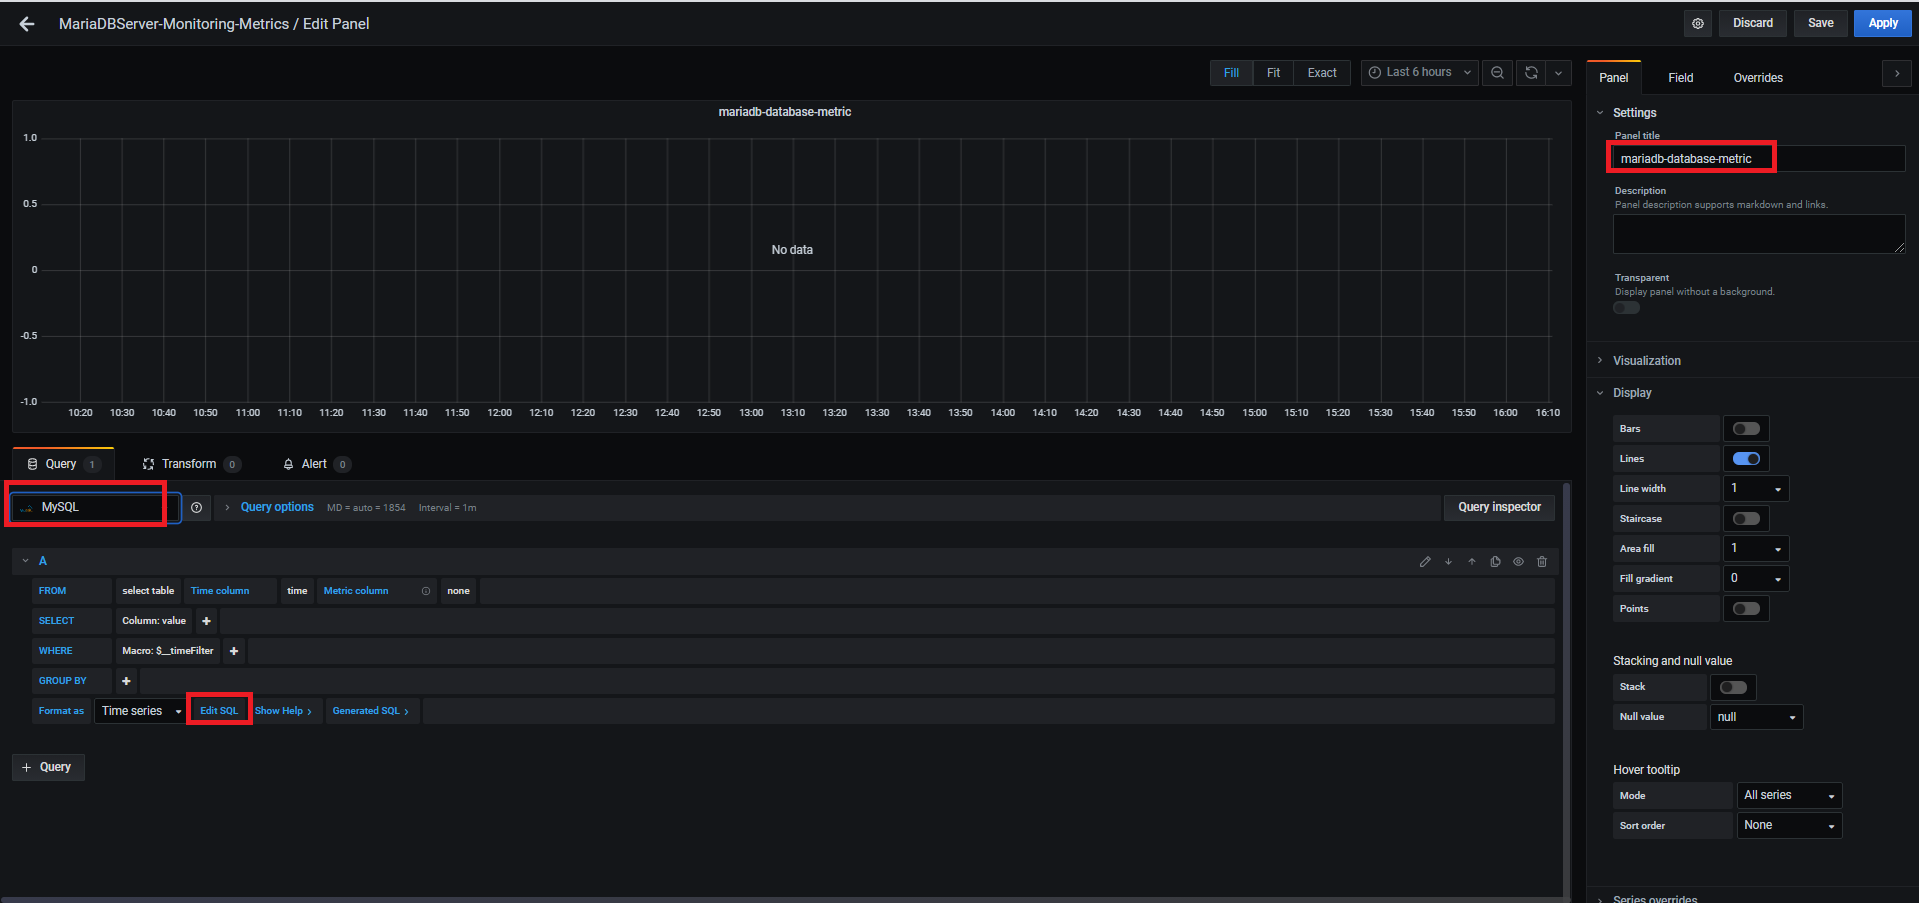 MariaDBServer-Monitoring-Metrics / Edit Panel
Discard
Save
Apply
Fill
Fit
Exact
Last 6 hours
mariadb-database-metric
1.0
0.5
0
-0.5
-1.0
No data
10:20 10:30 10:40 10:50 11:00 11:10 11:20 11:30 11:40 11:50 12:00 12:10 12:20 12:30 12:40 12:50 13:00 13:10 13:20 13:30 13:40 13:50 14:00 14:10 14:20 14:30 14:40 14:50 15:00 15:10 15:20 15:30 15:40 15:50 16:00 16:10
Query 1
Transform 0
Alert 0
MySQL
Query options MD = auto = 1854 Interval = 1m
Query inspector
A
FROM select table Time column time Metric column none
SELECT Column: value +
WHERE Macro: $__timeFilter +
GROUP BY +
Format as Time series Edit SQL Show Help > Generated SQL >
+ Query
Panel
Field
Overrides
Settings
Panel title
mariadb-database-metric
Description
Panel description supports markdown and links.
Transparent
Display panel without a background.
Visualization
Display
Bars
Lines
Line width 1
Staircase
Area fill 1
Fill gradient 0
Points
Stacking and null value
Stack
Null value null
Hover tooltip
Mode All series
Sort order None
Series overrides